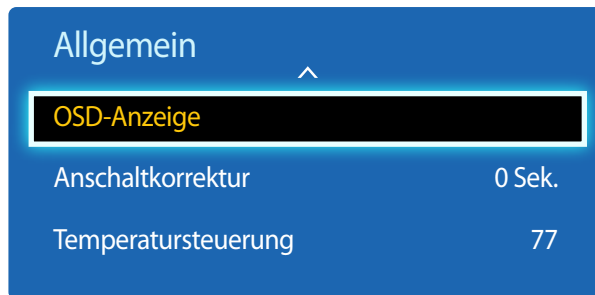 Allgemein
OSD-Anzeige
Anschaltkorrektur 0 Sek.
Temperatursteuerung 77